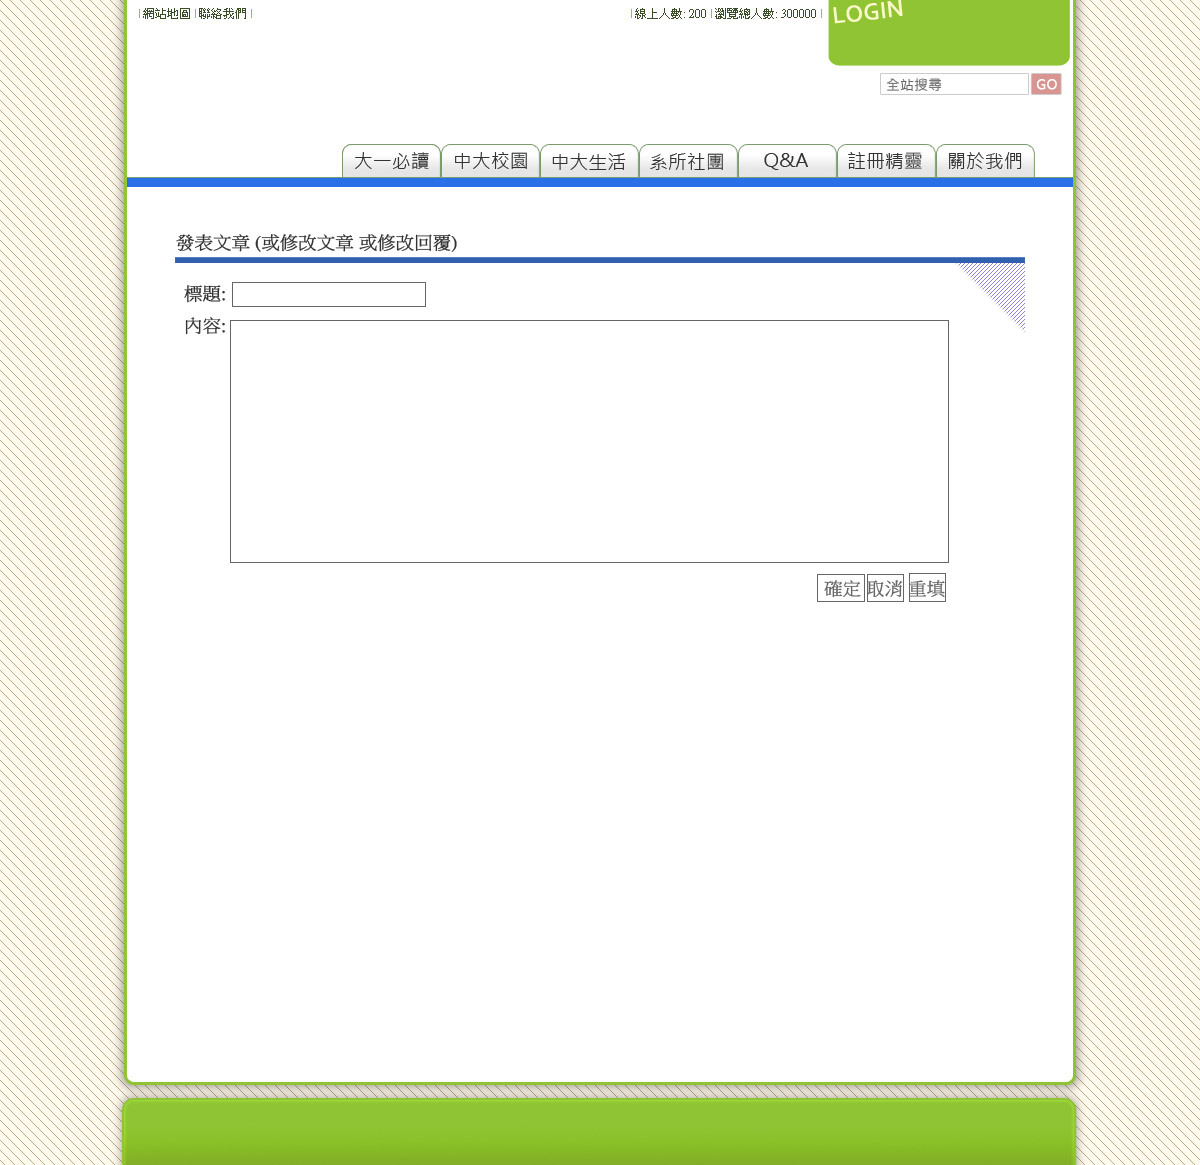 | 網站地圖 | 聯絡我們 |
| 線上人數: 200 | 瀏覽總人數: 300000 |
LOGIN
全站搜尋 GO
大一必讀 中大校園 中大生活 系所社團 Q&A 註冊精靈 關於我們
發表文章 (或修改文章 或修改回覆)
標題:
內容:
確定 取消 重填